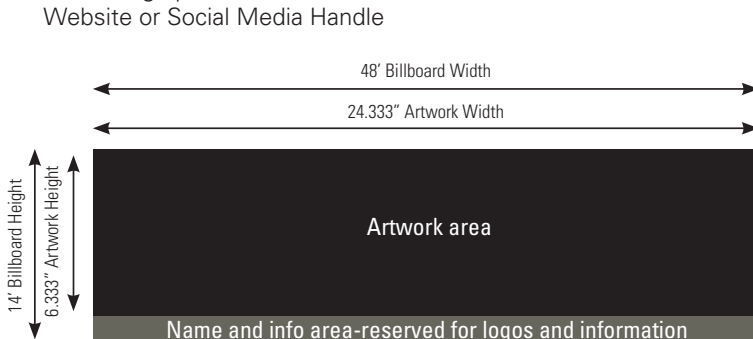 Website or Social Media Handle
48’ Billboard Width
24.333” Artwork Width
14’ Billboard Height
6.333” Artwork Height
Artwork area
Name and info area-reserved for logos and information